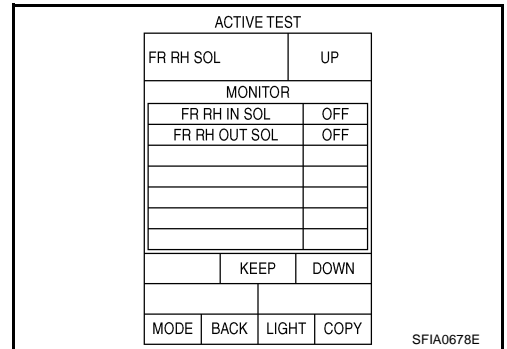 ACTIVE TEST
FR RH SOL UP
MONITOR
FR RH IN SOL OFF
FR RH OUT SOL OFF
KEEP DOWN
MODE BACK LIGHT COPY
SFIA0678E